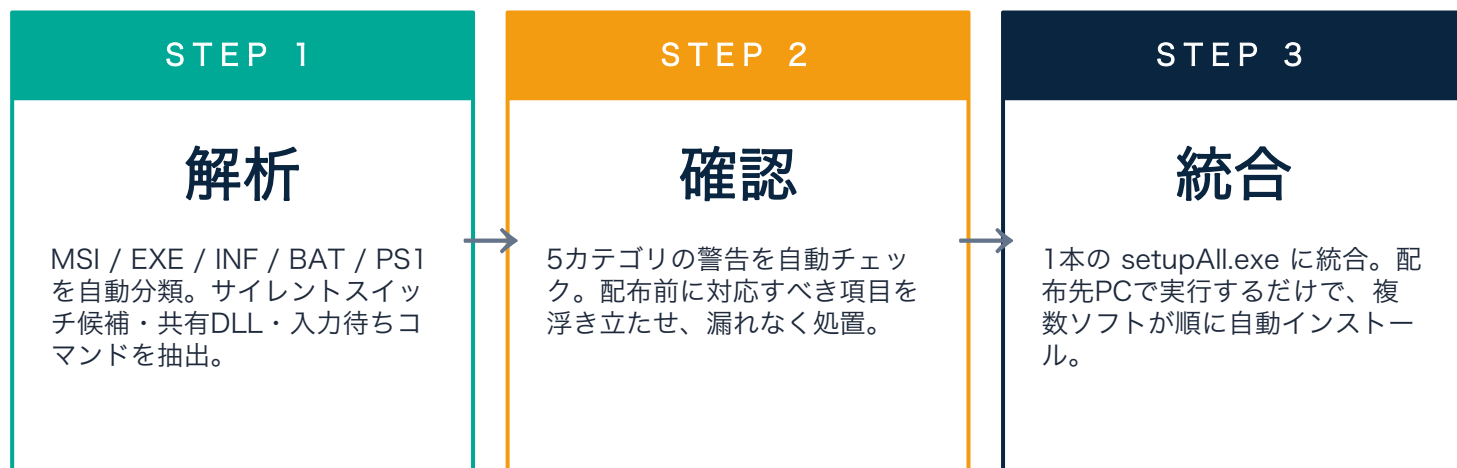 STEP 1
解析
MSI / EXE / INF / BAT / PS1
を自動分類。サイレントスイッ
チ候補・共有DLL・入力待ちコ
マンドを抽出。
STEP 2
確認
5カテゴリの警告を自動チェッ
ク。配布前に対応すべき項目を
浮き立たせ、漏れなく処置。
STEP 3
統合
1本の setupAll.exe に統合。配
布先PCで実行するだけで、複
数ソフトが順に自動インストー
ル。